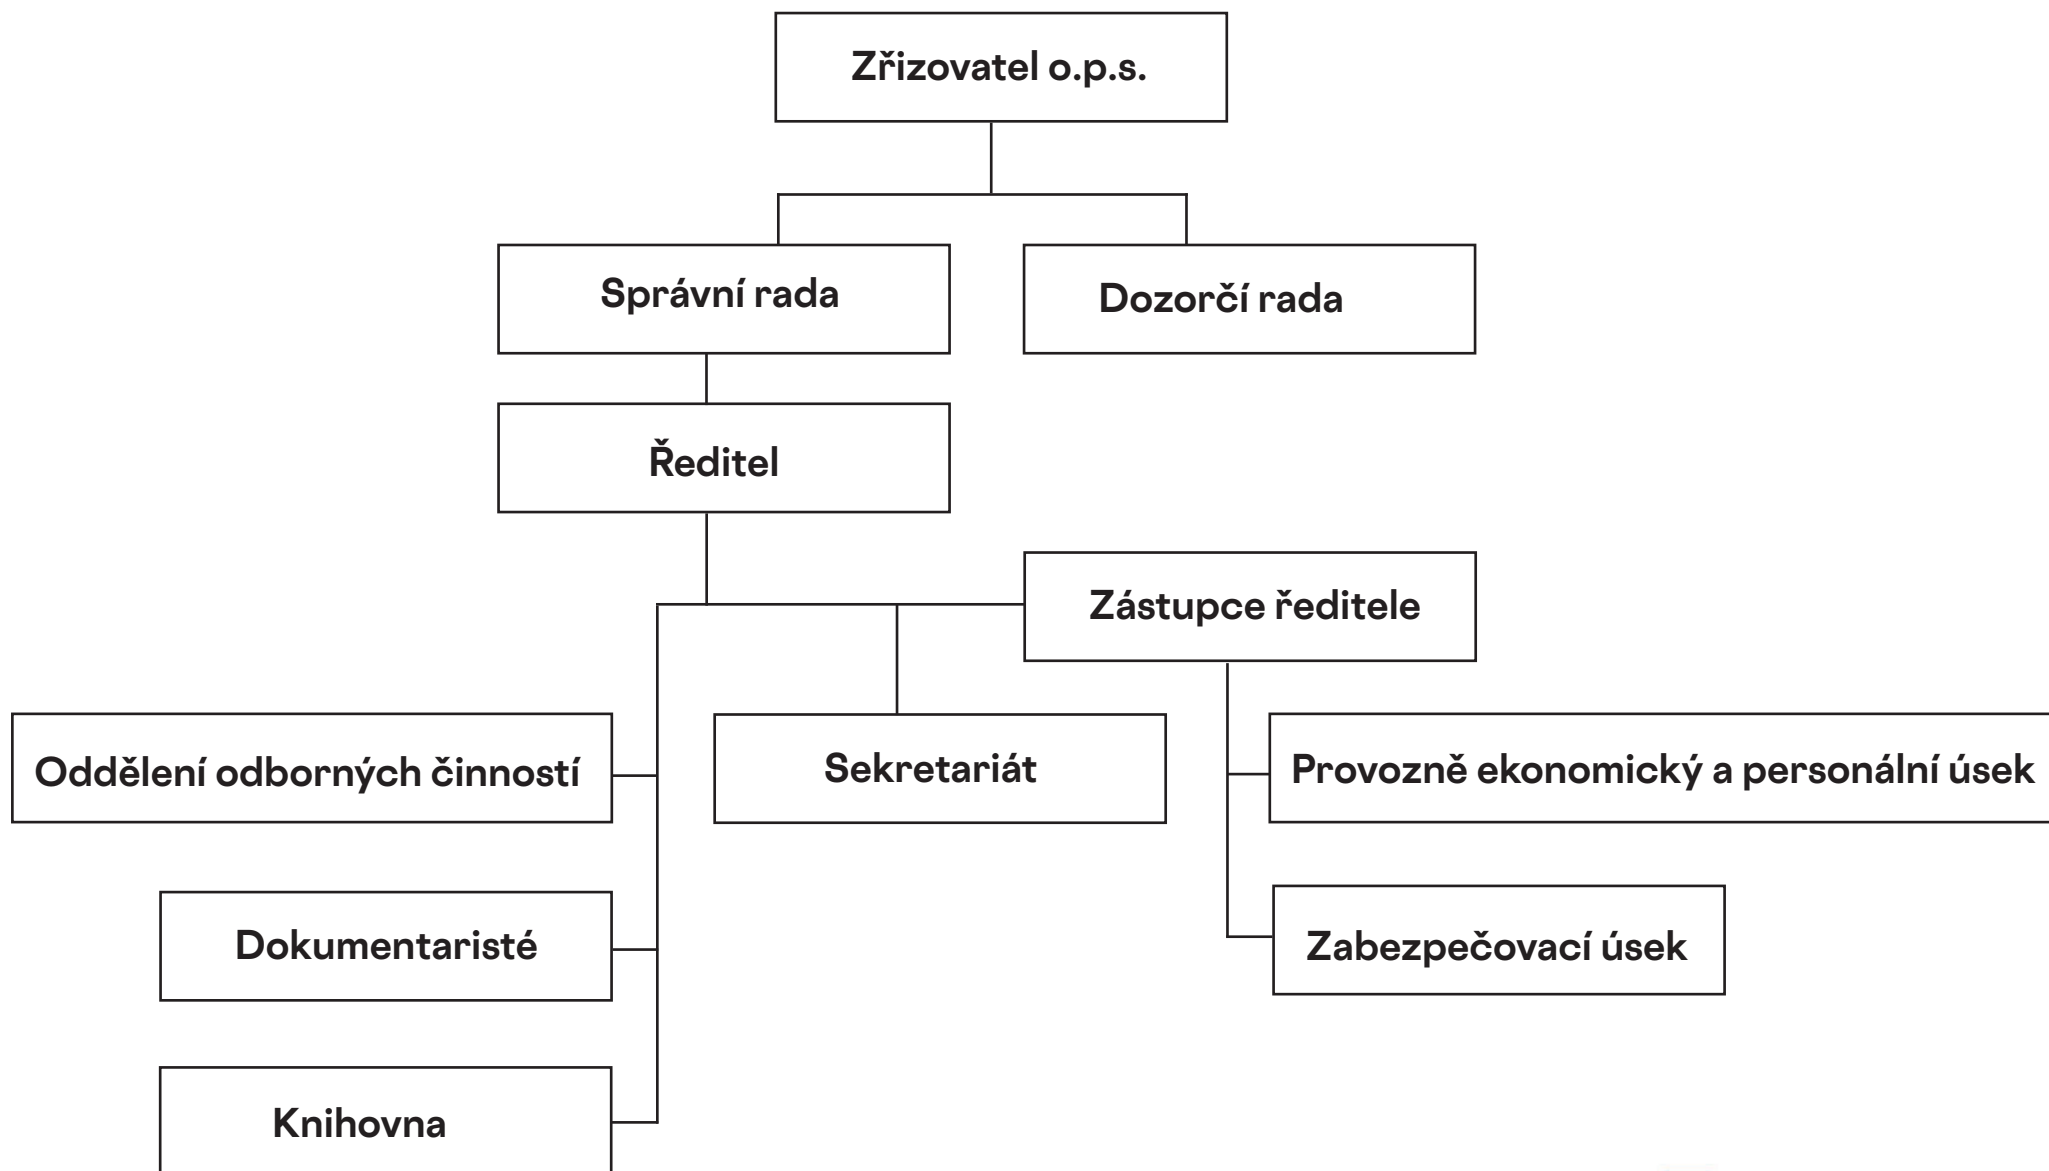 Zřizovatel o.p.s.
Správní rada
Dozorčí rada
Ředitel
Zástupce ředitele
Oddělení odborných činností
Sekretariát
Provozně ekonomický a personální úsek
Dokumentaristé
Zabezpečovací úsek
Knihovna